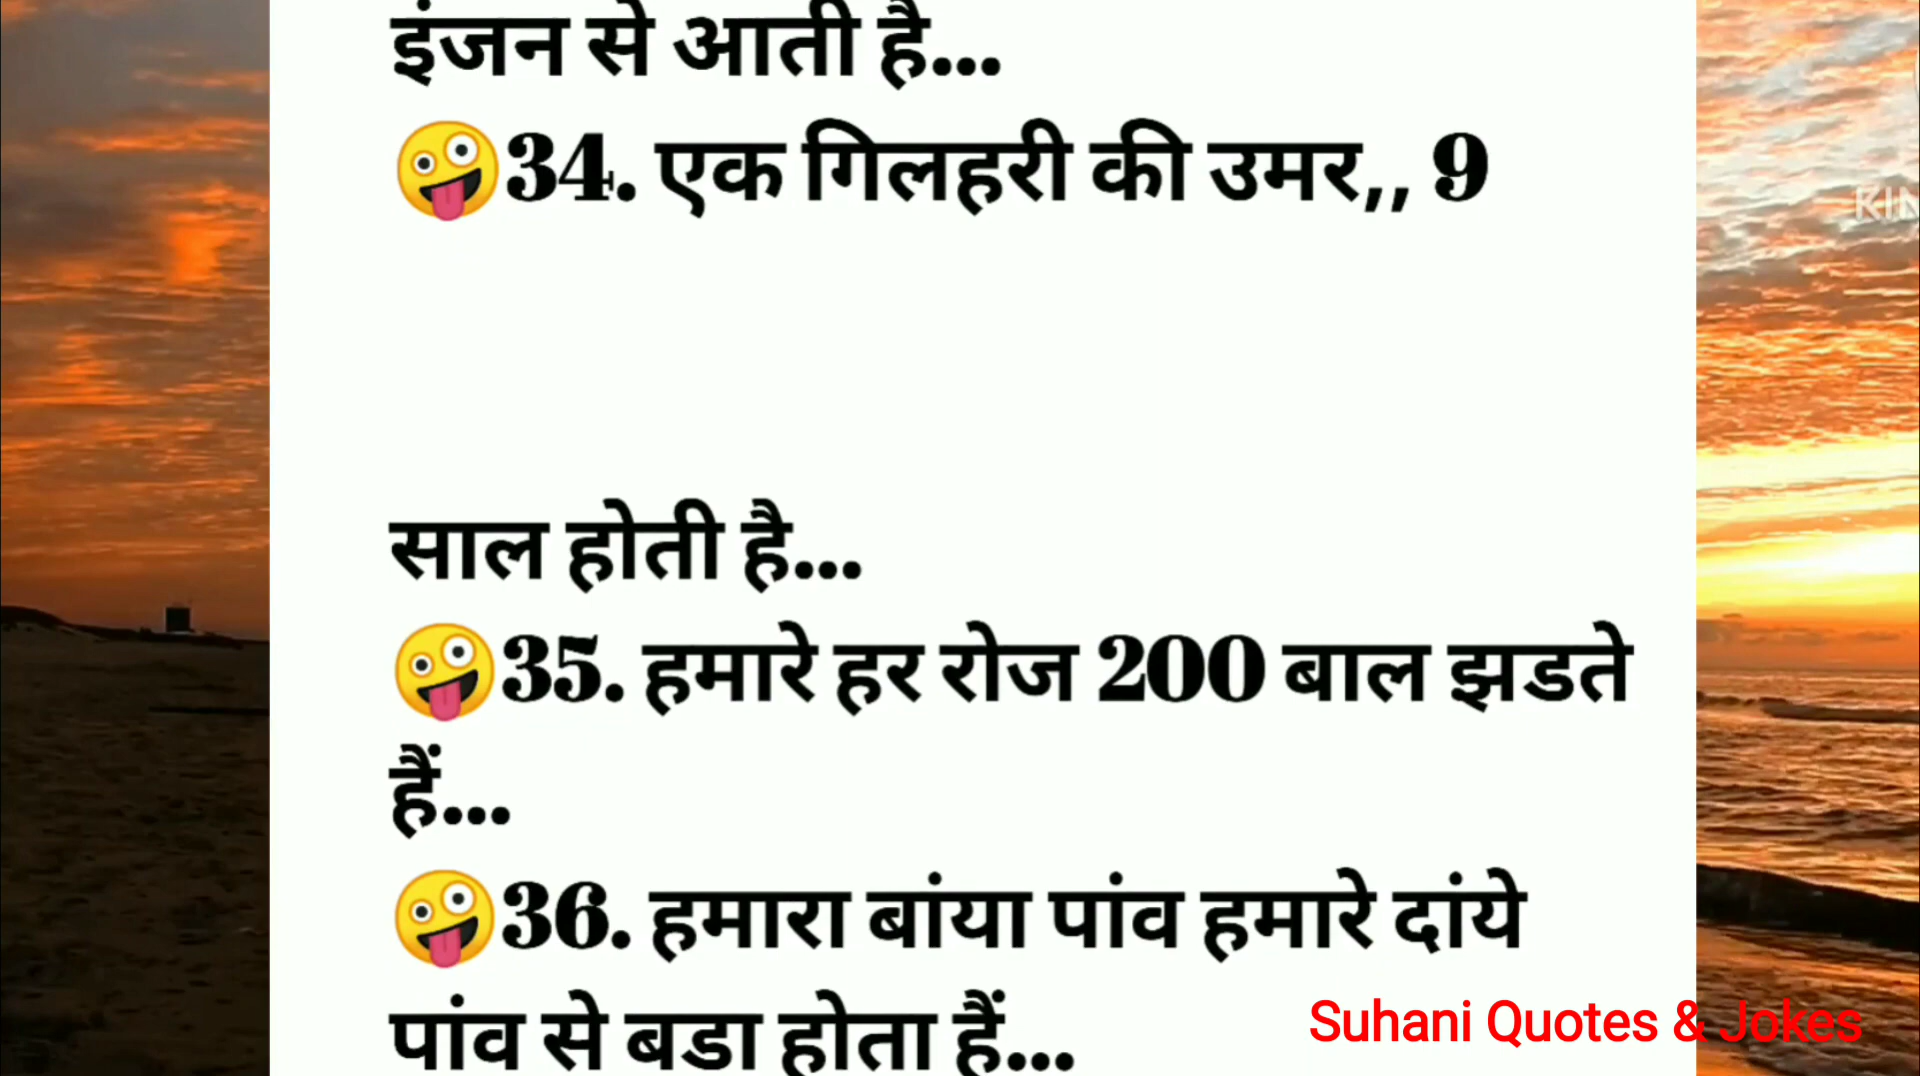 इंजन से आती है...
🤪34. एक गिलहरी की उमर,, 9
साल होती है...
🤪35. हमारे हर रोज 200 बाल झडते
हैं...
🤪36. हमारा बांया पांव हमारे दांये
पांव से बडा होता हैं...
Suhani Quotes & Jokes